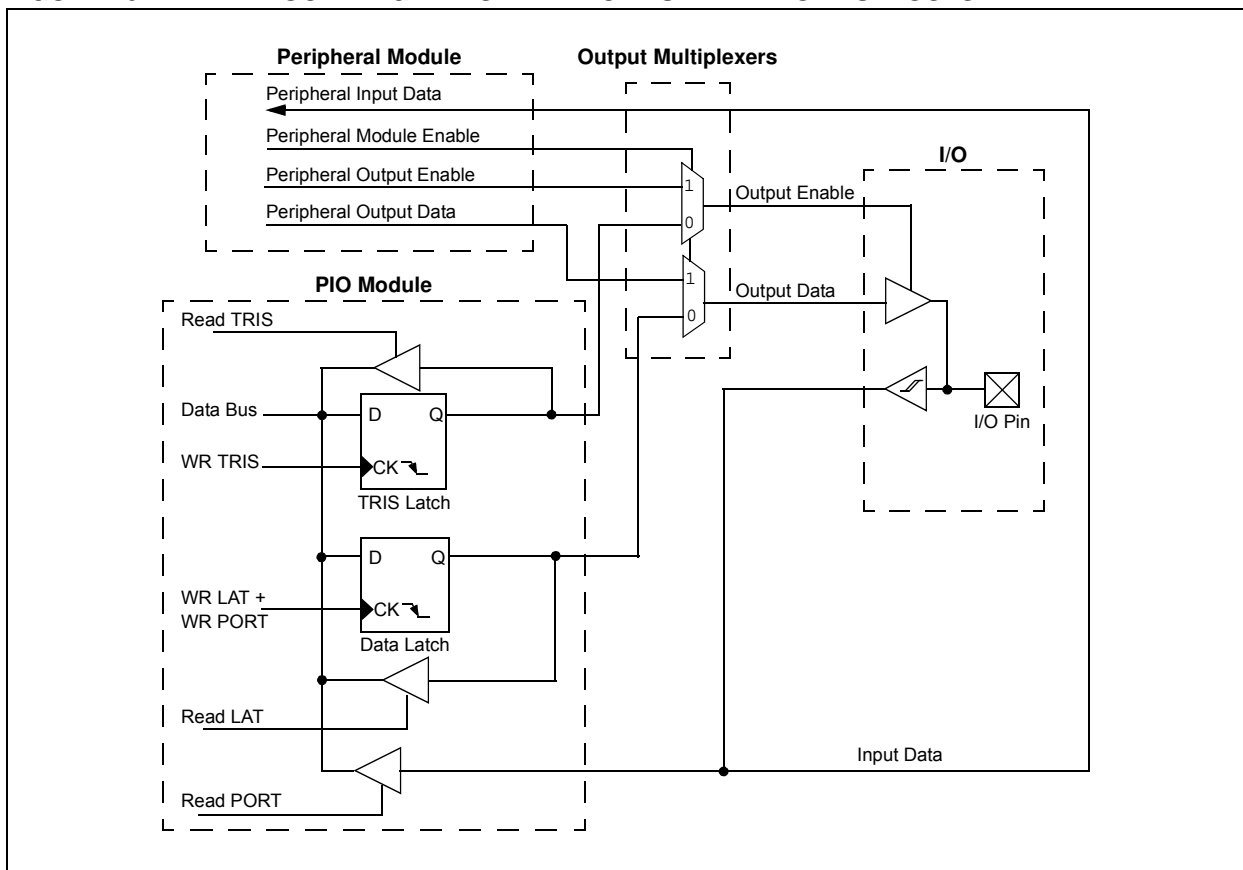 Peripheral Module
Output Multiplexers
Peripheral Input Data
Peripheral Module Enable
I/O
Peripheral Output Enable
1
Output Enable
Peripheral Output Data
0
1
PIO Module
Output Data
0
Read TRIS
Data Bus
D
Q
I/O Pin
WR TRIS
CK
TRIS Latch
D
Q
WR LAT +
WR PORT
CK
Data Latch
Read LAT
Input Data
Read PORT